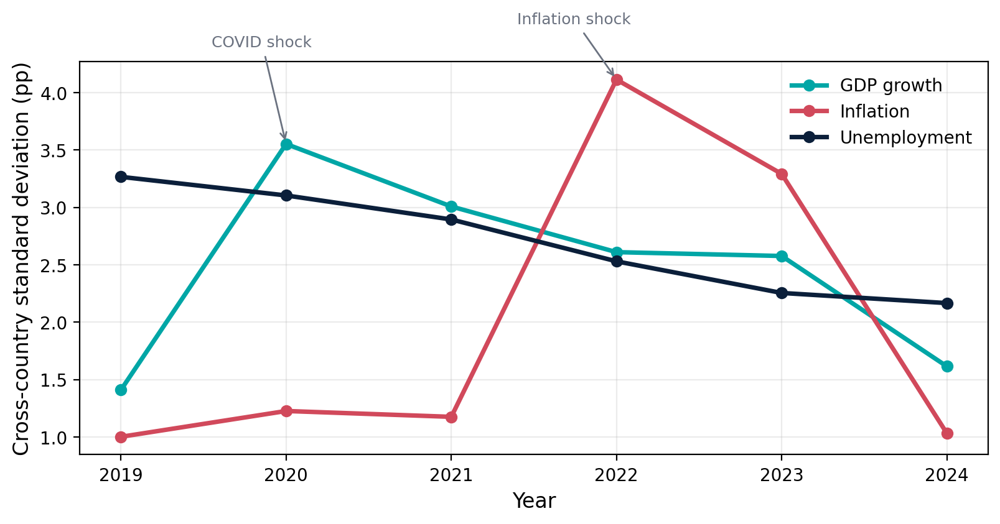 Inflation shock
COVID shock
Cross-country standard deviation (pp)
4.0
3.5
3.0
2.5
2.0
1.5
1.0
GDP growth
Inflation
Unemployment
2019 2020 2021 2022 2023 2024
Year